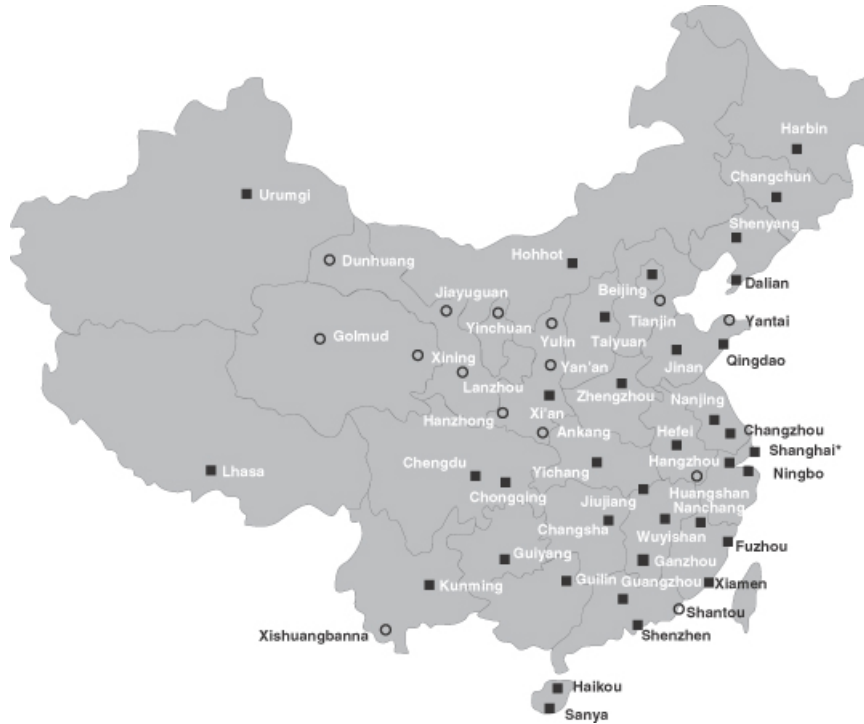 Harbin
Changchun
Urumgi
Shenyang
Hohhot
Dunhuang
Beijing
Dalian
Jiayuguan
Yinchuan
Tianjin
Yantai
Golmud
Yulin
Taiyuan
Xining
Yan'an
Jinan
Qingdao
Lanzhou
Zhengzhou
Nanjing
Hanzhong
Xi'an
Ankang
Hefei
Changzhou
Shanghai*
Chengdu
Yichang
Hangzhou
Ningbo
Lhasa
Chongqing
Jiujiang
Huangshan
Nanchang
Changsha
Wuyishan
Fuzhou
Guiyang
Ganzhou
Kunming
Guilin
Guangzhou
Xiamen
Shantou
Xishuangbanna
Shenzhen
Haikou
Sanya